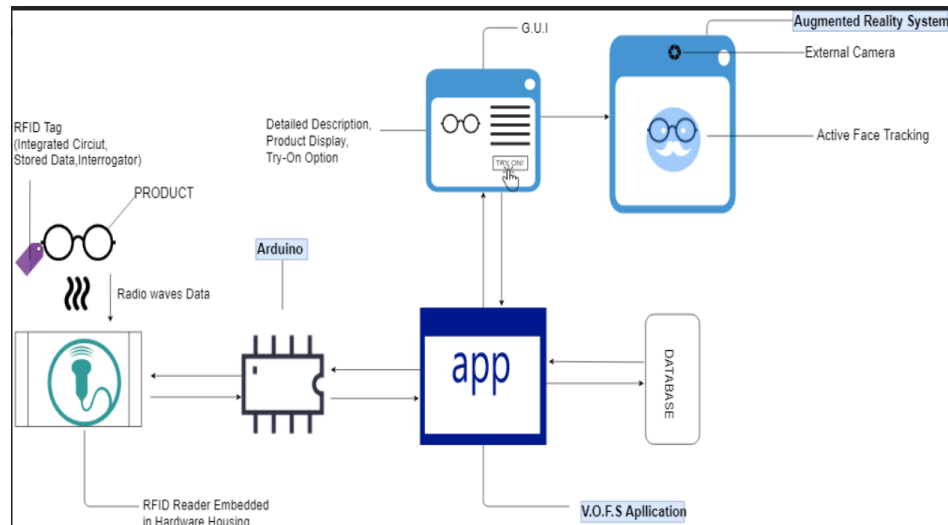 G.U.I
Augmented Reality System
External Camera
RFID Tag
(Integrated Circiut,
Stored Data,Interrogator)
Detailed Description,
Product Display,
Try-On Option
TRY ON!
Active Face Tracking
PRODUCT
Arduino
Radio waves Data
app
DATABASE
RFID Reader Embedded
in Hardware Housing
V.O.F.S Apllication